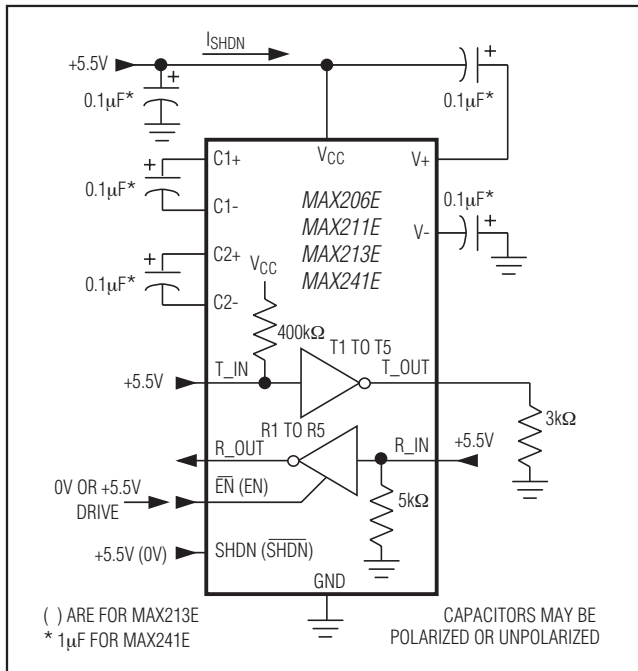 I_SHDN
+5.5V
+
0.1µF*
+
0.1µF*
VCC
V+
+
0.1µF*
C1+
C1-
MAX206E
MAX211E
MAX213E
MAX241E
0.1µF*
V-
+
+
0.1µF*
C2+
C2-
VCC
400kΩ
+5.5V
T_IN
T1 TO T5
T_OUT
3kΩ
R_OUT
R1 TO R5
R_IN
+5.5V
0V OR +5.5V
DRIVE
E̅N̅ (EN)
5kΩ
+5.5V (0V)
SHDN (S̅H̅D̅N̅)
GND
( ) ARE FOR MAX213E
* 1µF FOR MAX241E
CAPACITORS MAY BE
POLARIZED OR UNPOLARIZED